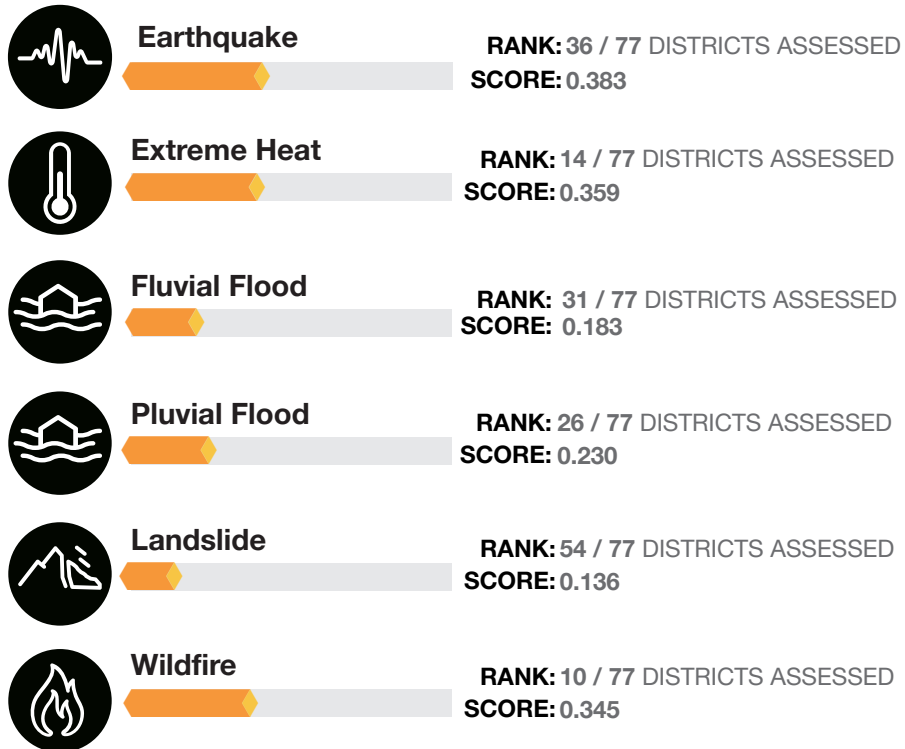 Earthquake
RANK: 36 / 77 DISTRICTS ASSESSED
SCORE: 0.383
Extreme Heat
RANK: 14 / 77 DISTRICTS ASSESSED
SCORE: 0.359
Fluvial Flood
RANK: 31 / 77 DISTRICTS ASSESSED
SCORE: 0.183
Pluvial Flood
RANK: 26 / 77 DISTRICTS ASSESSED
SCORE: 0.230
Landslide
RANK: 54 / 77 DISTRICTS ASSESSED
SCORE: 0.136
Wildfire
RANK: 10 / 77 DISTRICTS ASSESSED
SCORE: 0.345